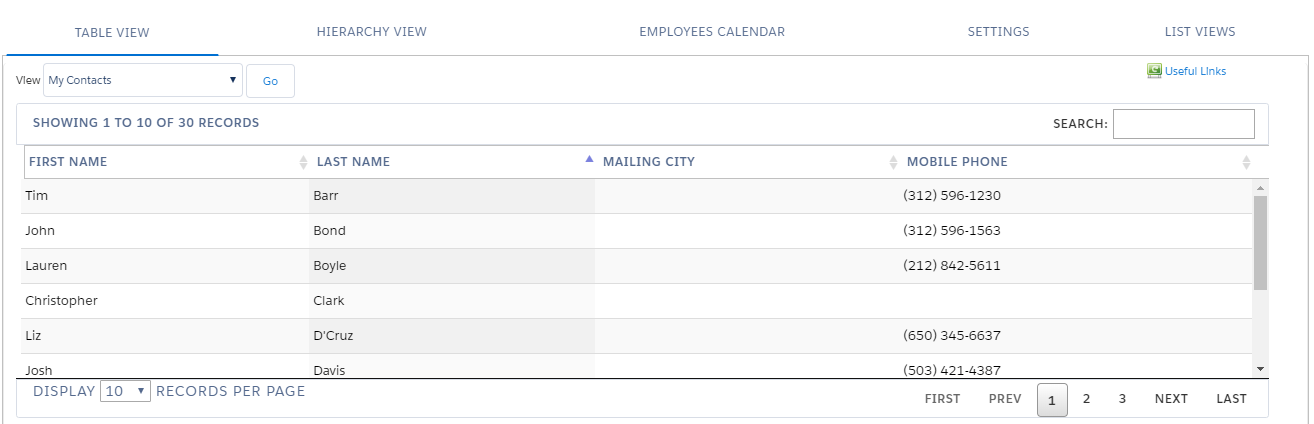 TABLE VIEW HIERARCHY VIEW EMPLOYEES CALENDAR SETTINGS LIST VIEWS
View My Contacts Go Useful Links
SHOWING 1 TO 10 OF 30 RECORDS SEARCH:
FIRST NAME LAST NAME MAILING CITY MOBILE PHONE
Tim Barr (312) 596-1230
John Bond (312) 596-1563
Lauren Boyle (212) 842-5611
Christopher Clark
Liz D'Cruz (650) 345-6637
Josh Davis (503) 421-4387
DISPLAY 10 RECORDS PER PAGE FIRST PREV 1 2 3 NEXT LAST